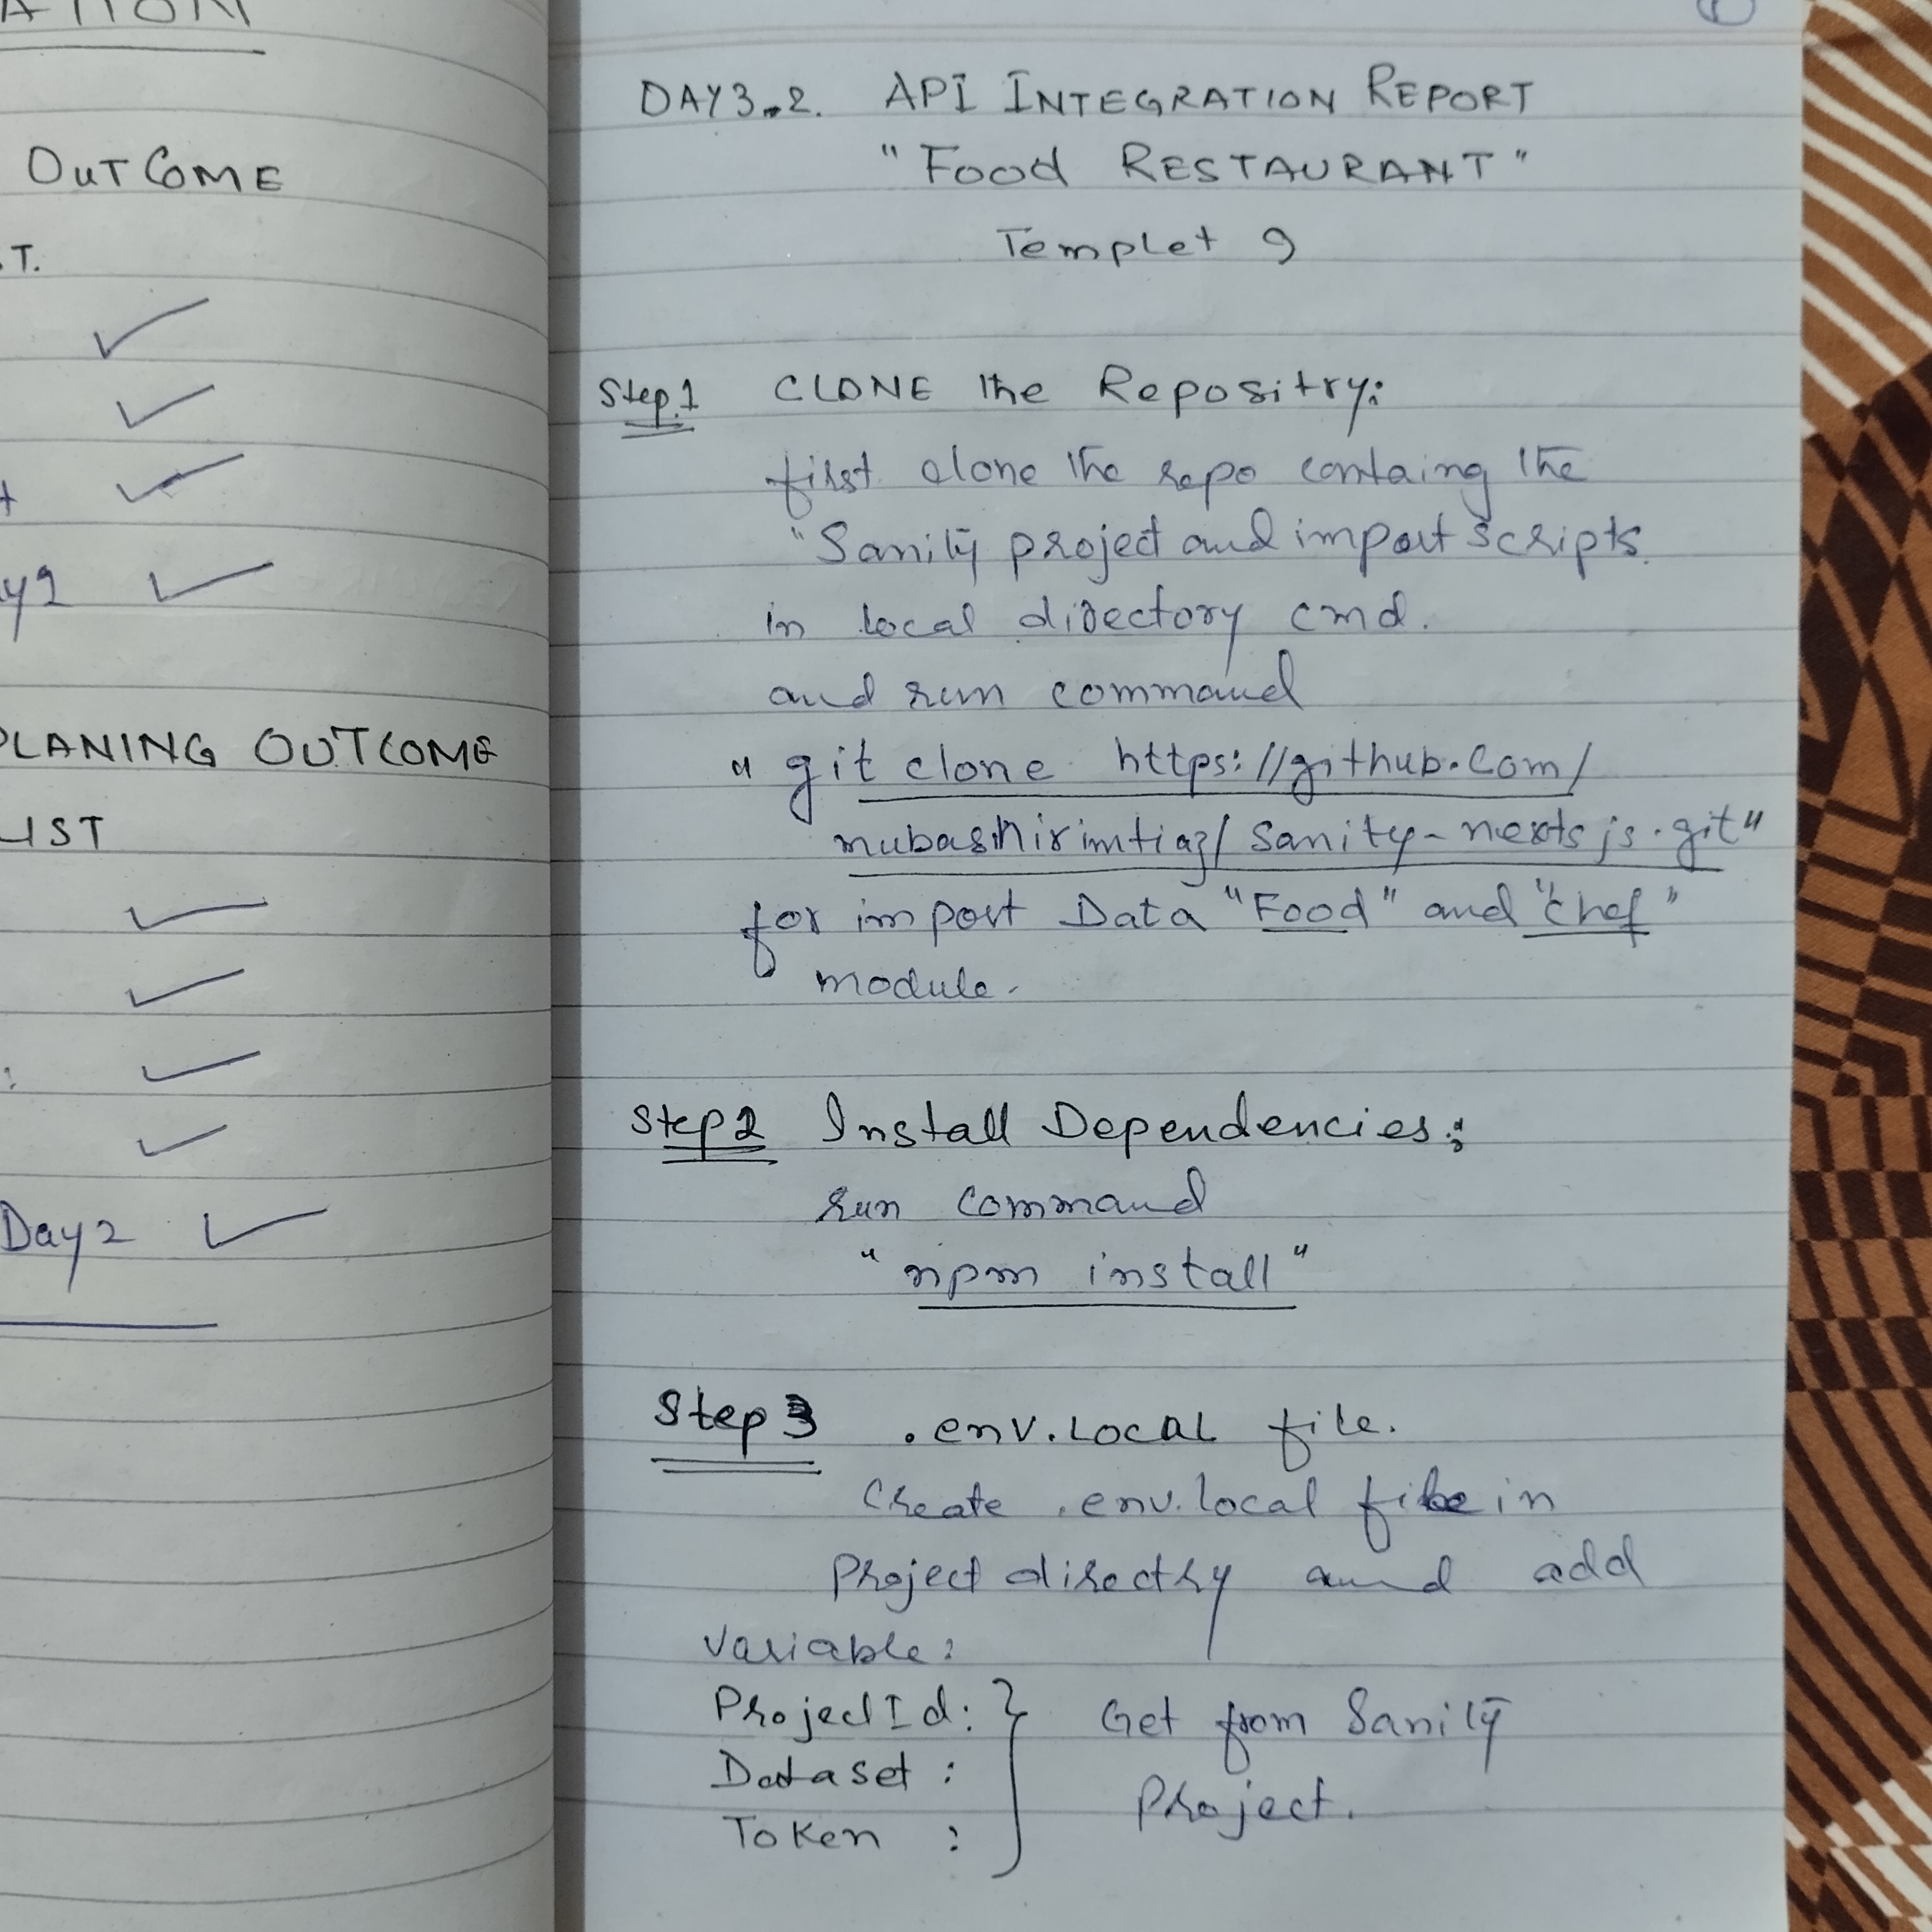 ATION
OUTCOME
T.
✓
✓
✓
y2 ✓
PLANING OUTCOME
LIST
✓
✓
: ✓
✓
Day2 ✓
DAY3.2. API INTEGRATION REPORT
"Food RESTAURANT"
Templet 9
Step.1 CLONE the Repositry:
first clone the repo containg the
"Sanity project and import scripts.
in local directory cmd.
and run command
"git clone https://github.com/
mubashirimtiaz/sanity-nextsjs.git"
for import Data "Food" and "chef"
module.
Step2 Install Dependencies:
run command
"npm install"
Step 3 .env.local file.
Create .env.local file in
Project directry and add
variable:
ProjectId: } Get from Sanity
Dataset :
Project.
Token :